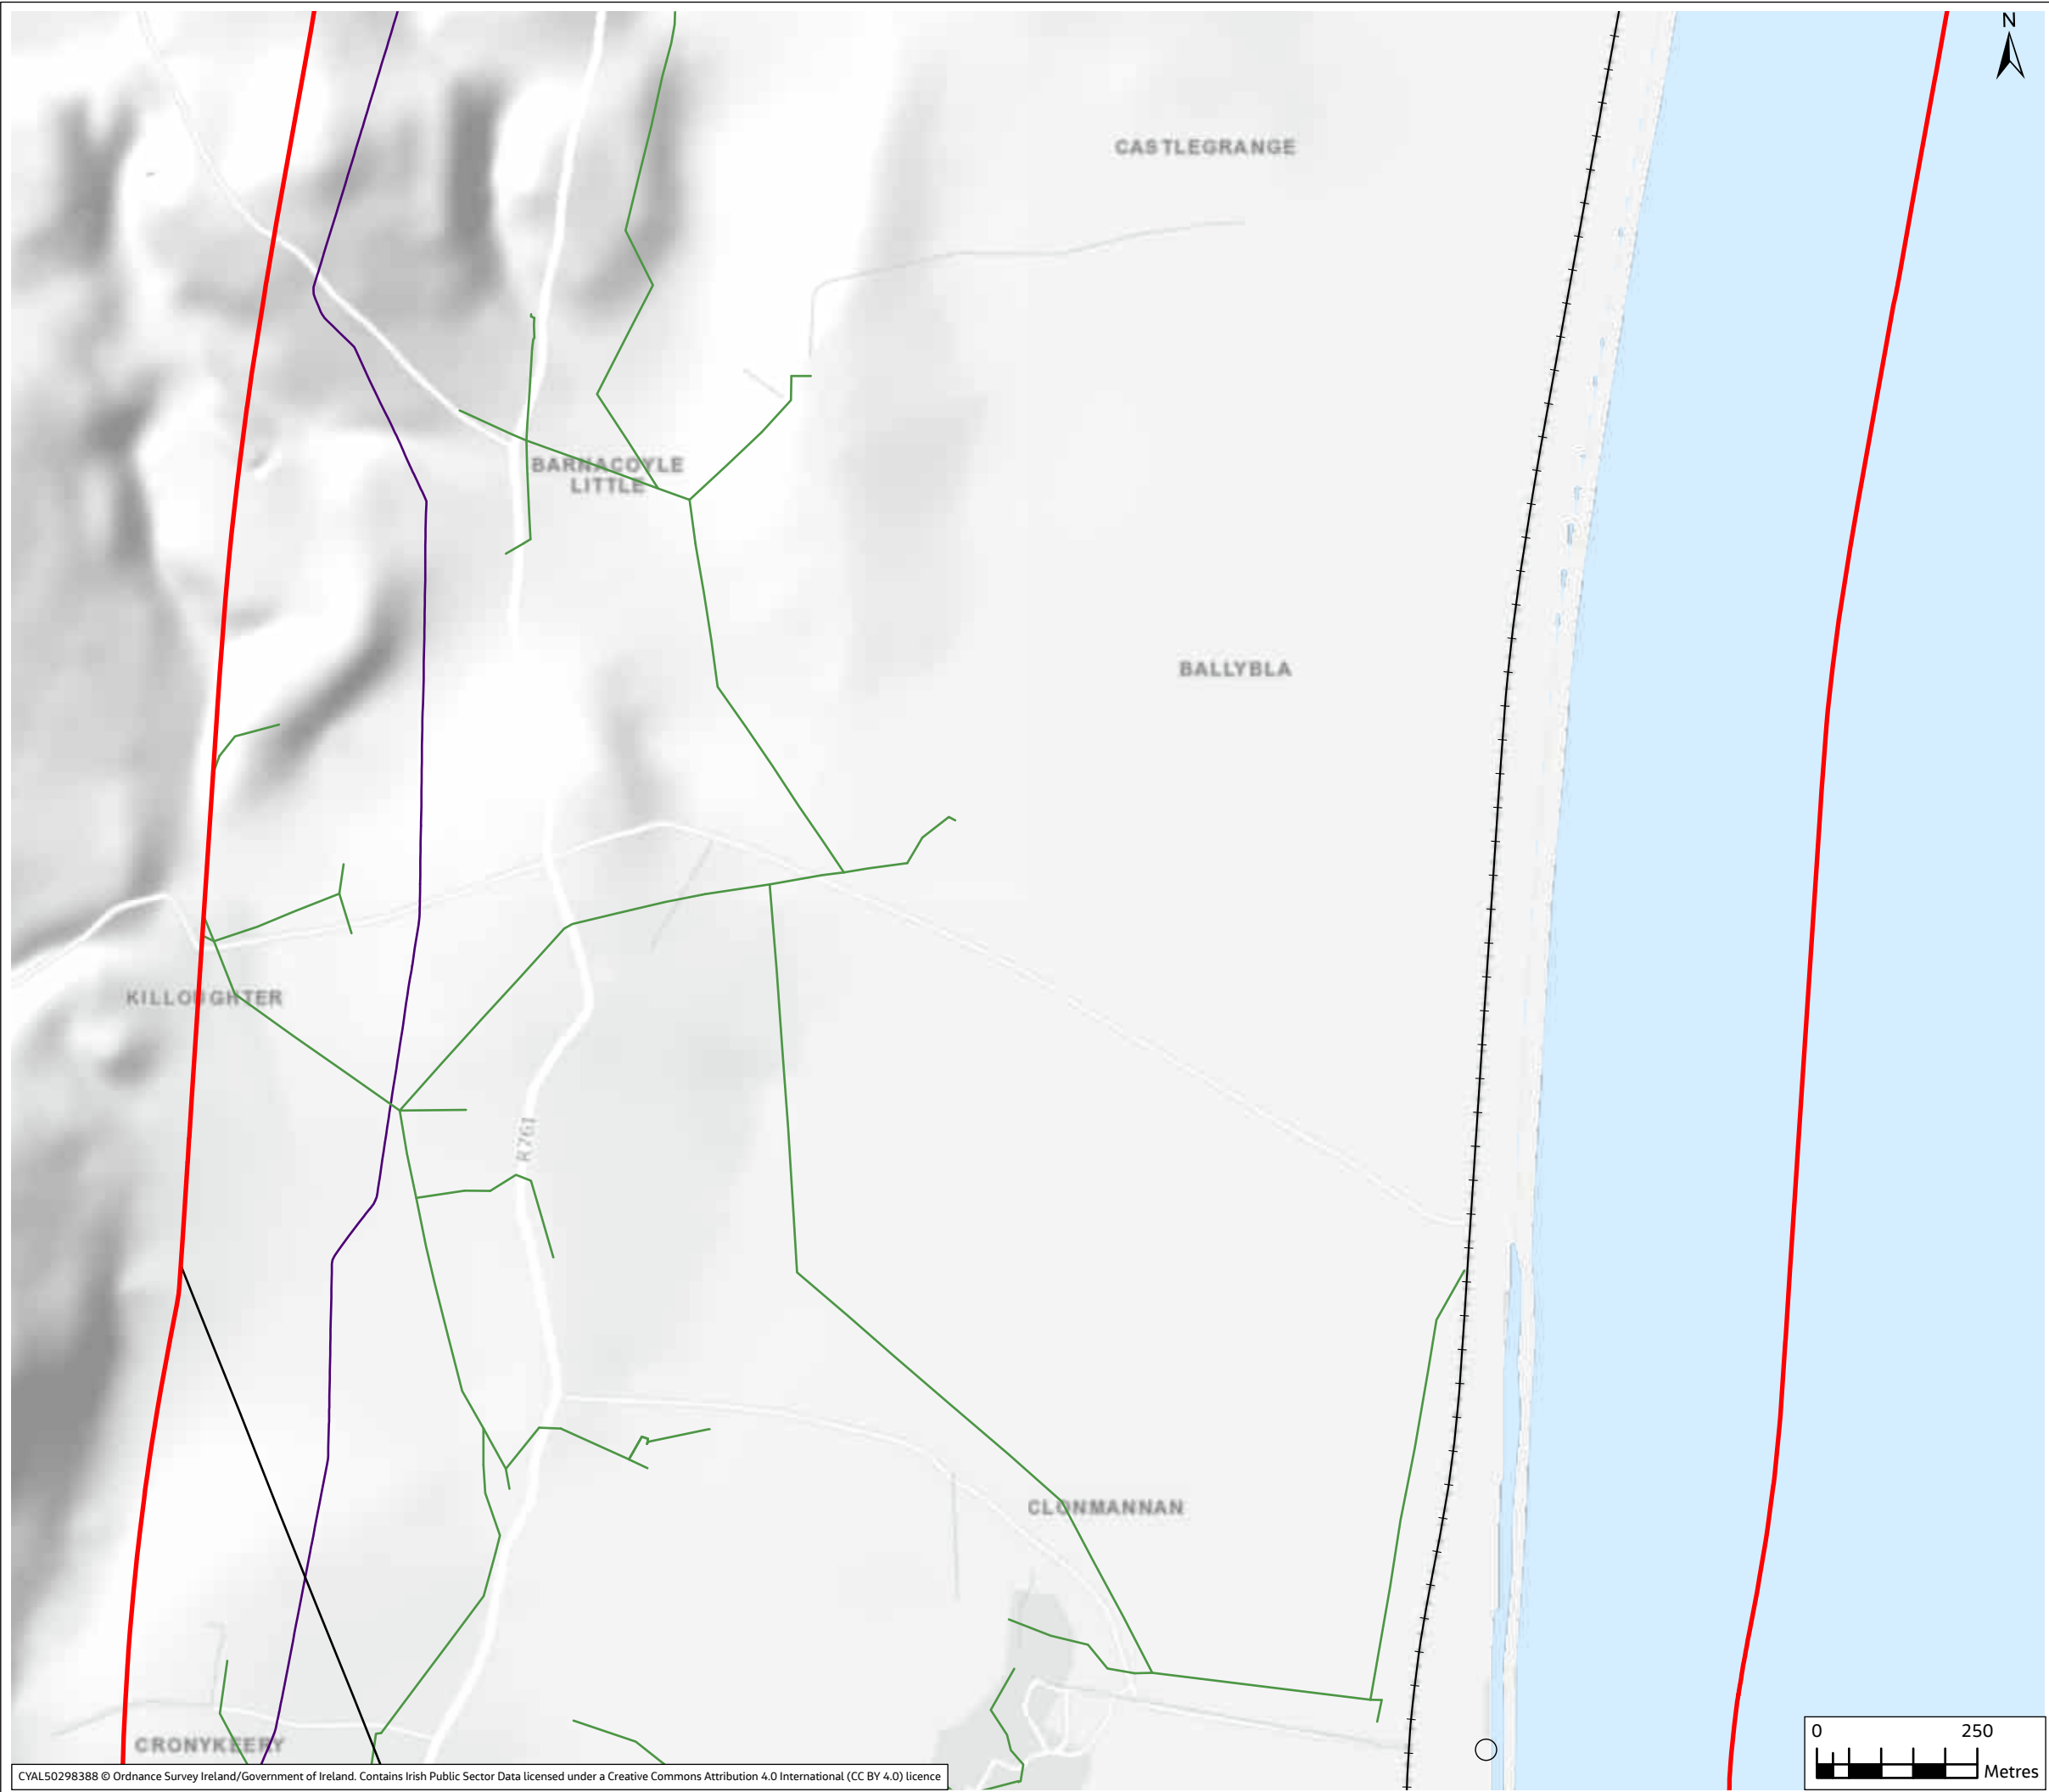 N
CASTLEGRANGE
BARNACOYLE
LITTLE
BALLYBLA
KILLOUGHTER
R761
CLONMANNAN
CRONYKEERY
0 250
Metres
CYAL50298388 © Ordnance Survey Ireland/Government of Ireland. Contains Irish Public Sector Data licensed under a Creative Commons Attribution 4.0 International (CC BY 4.0) licence